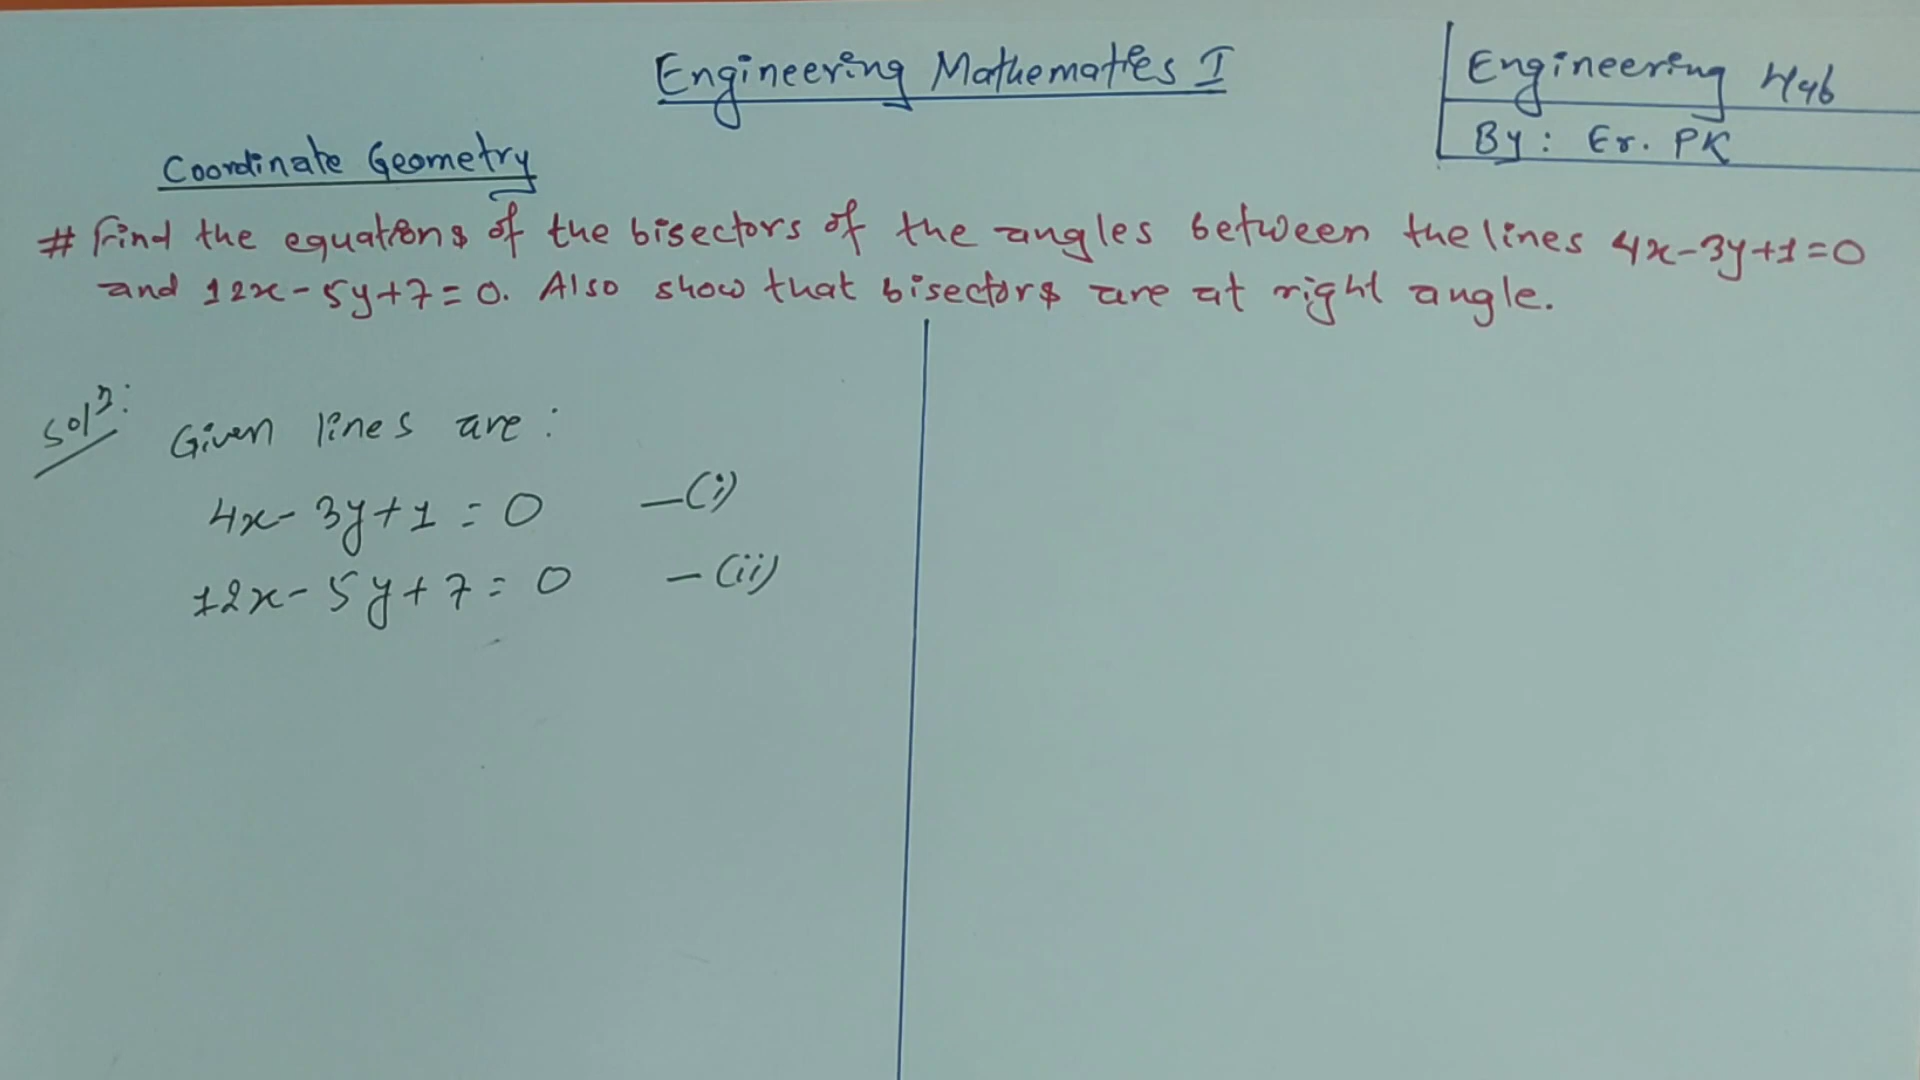 Engineering Mathematics I
Engineering Hub
By: Er. PK
Coordinate Geometry
# Find the equations of the bisectors of the angles between the lines 4x-3y+1=0
and 12x-5y+7=0. Also show that bisectors are at right angle.
Solⁿ:
Given lines are:
4x-3y+1=0 —(i)
12x-5y+7=0 —(ii)